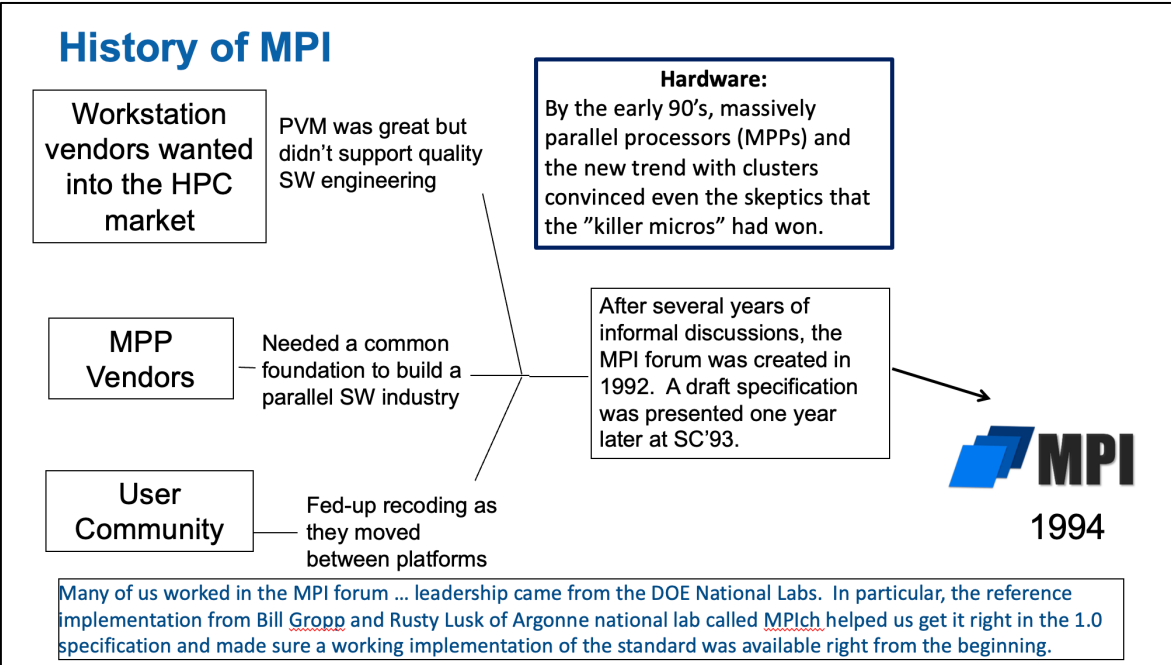 History of MPI
Workstation
vendors wanted
into the HPC
market
PVM was great but
didn't support quality
SW engineering
Hardware:
By the early 90's, massively
parallel processors (MPPs) and
the new trend with clusters
convinced even the skeptics that
the ”killer micros” had won.
MPP
Vendors
Needed a common
foundation to build a
parallel SW industry
After several years of
informal discussions, the
MPI forum was created in
1992.  A draft specification
was presented one year
later at SC'93.
MPI
1994
User
Community
Fed-up recoding as
they moved
between platforms
Many of us worked in the MPI forum ... leadership came from the DOE National Labs.  In particular, the reference
implementation from Bill Gropp and Rusty Lusk of Argonne national lab called MPIch helped us get it right in the 1.0
specification and made sure a working implementation of the standard was available right from the beginning.